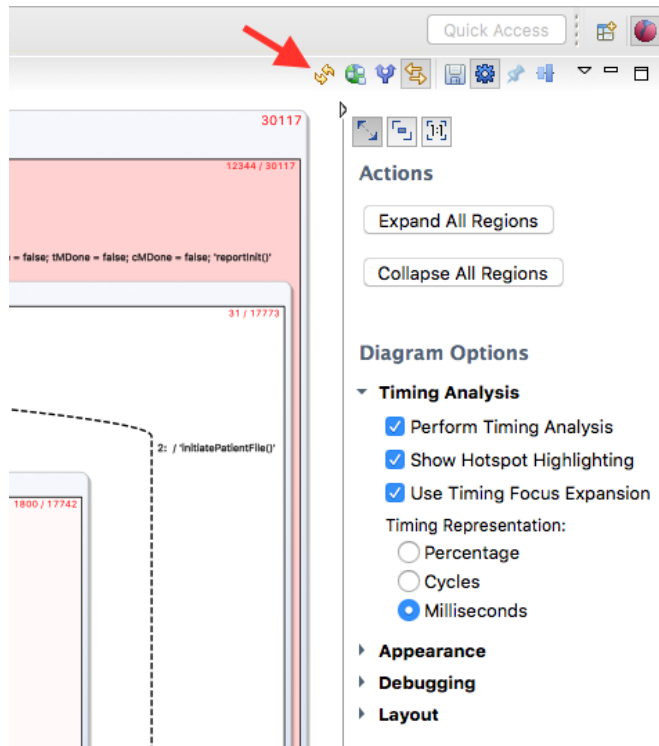 Quick Access
30117
12344 / 30117
= false; tMDone = false; cMDone = false; 'reportInit()'
31 / 17773
2: / 'initiatePatientFile()'
1800 / 17742
[1:1]
Actions
Expand All Regions
Collapse All Regions
Diagram Options
Timing Analysis
Perform Timing Analysis
Show Hotspot Highlighting
Use Timing Focus Expansion
Timing Representation:
Percentage
Cycles
Milliseconds
Appearance
Debugging
Layout